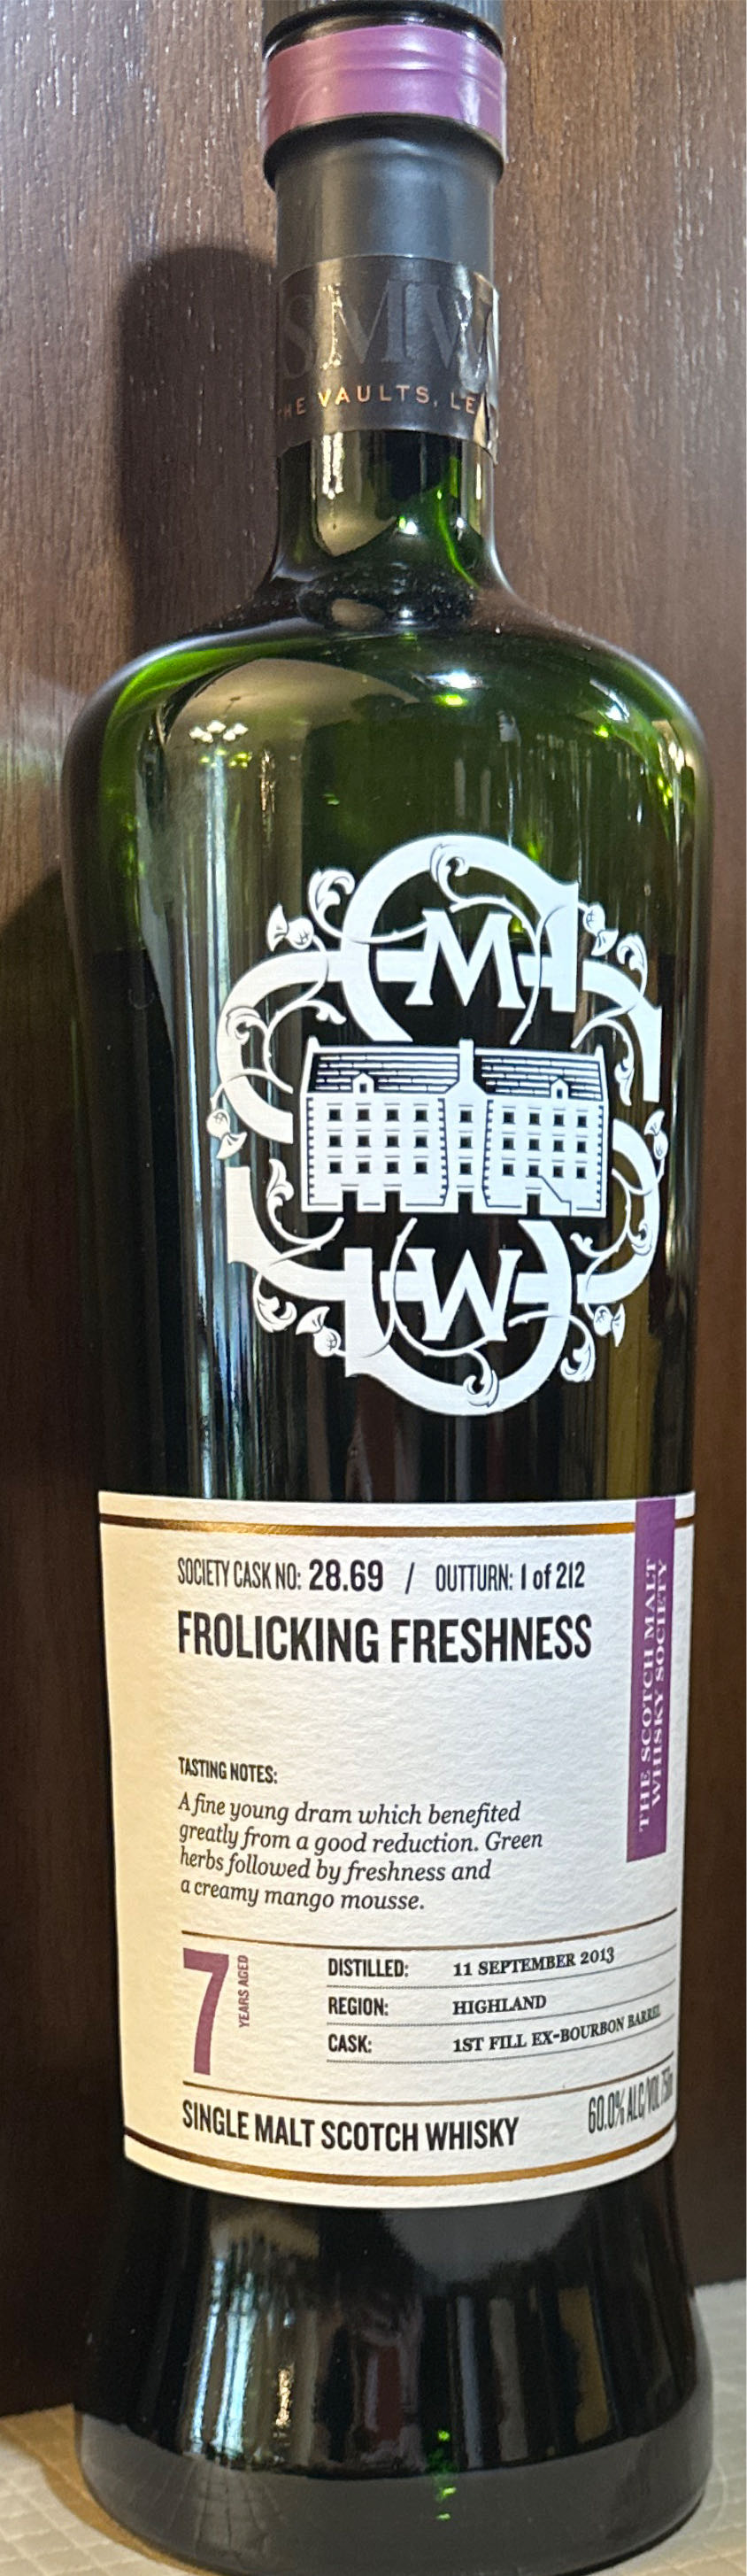 SMW
THE VAULTS, LE
M
W
SOCIETY CASK NO: 28.69 / OUTTURN: 1 of 212
FROLICKING FRESHNESS
THE SCOTCH MALT
WHISKY SOCIETY
TASTING NOTES:
A fine young dram which benefited
greatly from a good reduction. Green
herbs followed by freshness and
a creamy mango mousse.
7
YEARS AGED
DISTILLED: 11 SEPTEMBER 2013
REGION: HIGHLAND
CASK: 1ST FILL EX-BOURBON BARREL
SINGLE MALT SCOTCH WHISKY 60.0% ALC/VOL